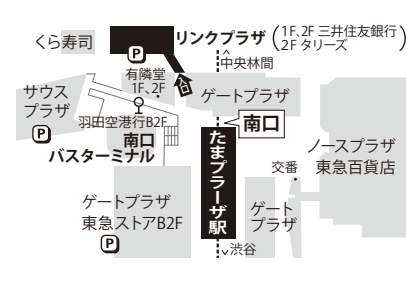 くら寿司
P
リンクプラザ
(1F、2F 三井住友銀行
2F タリーズ)
中央林間
有隣堂
1F、2F
入口
サウス
プラザ
P
ゲートプラザ
羽田空港行B2F
南口
バスターミナル
南口
たまプラーザ駅
ノースプラザ
東急百貨店
交番
ゲートプラザ
東急ストアB2F
P
ゲート
プラザ
渋谷